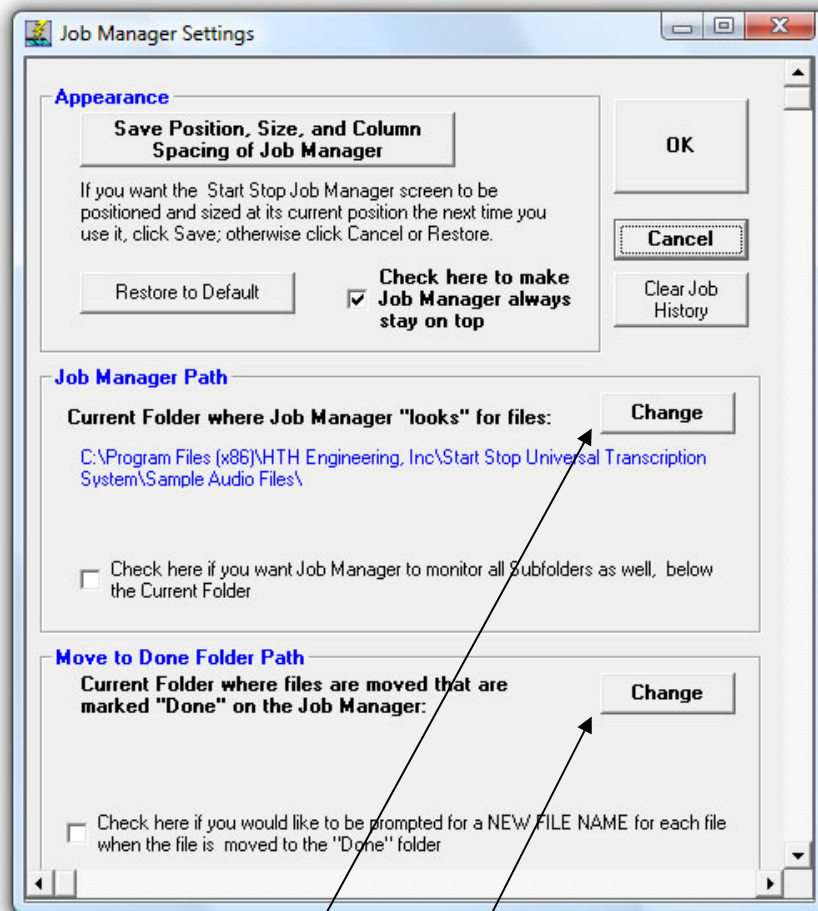 Job Manager Settings
Appearance
Save Position, Size, and Column
Spacing of Job Manager
If you want the Start Stop Job Manager screen to be
positioned and sized at its current position the next time you
use it, click Save; otherwise click Cancel or Restore.
Restore to Default
Check here to make
Job Manager always
stay on top
OK
Cancel
Clear Job
History
Job Manager Path
Current Folder where Job Manager "looks" for files:
Change
C:\Program Files (x86)\HTH Engineering, Inc\Start Stop Universal Transcription
System\Sample Audio Files\
Check here if you want Job Manager to monitor all Subfolders as well, below
the Current Folder
Move to Done Folder Path
Current Folder where files are moved that are
marked "Done" on the Job Manager:
Change
Check here if you would like to be prompted for a NEW FILE NAME for each file
when the file is moved to the "Done" folder